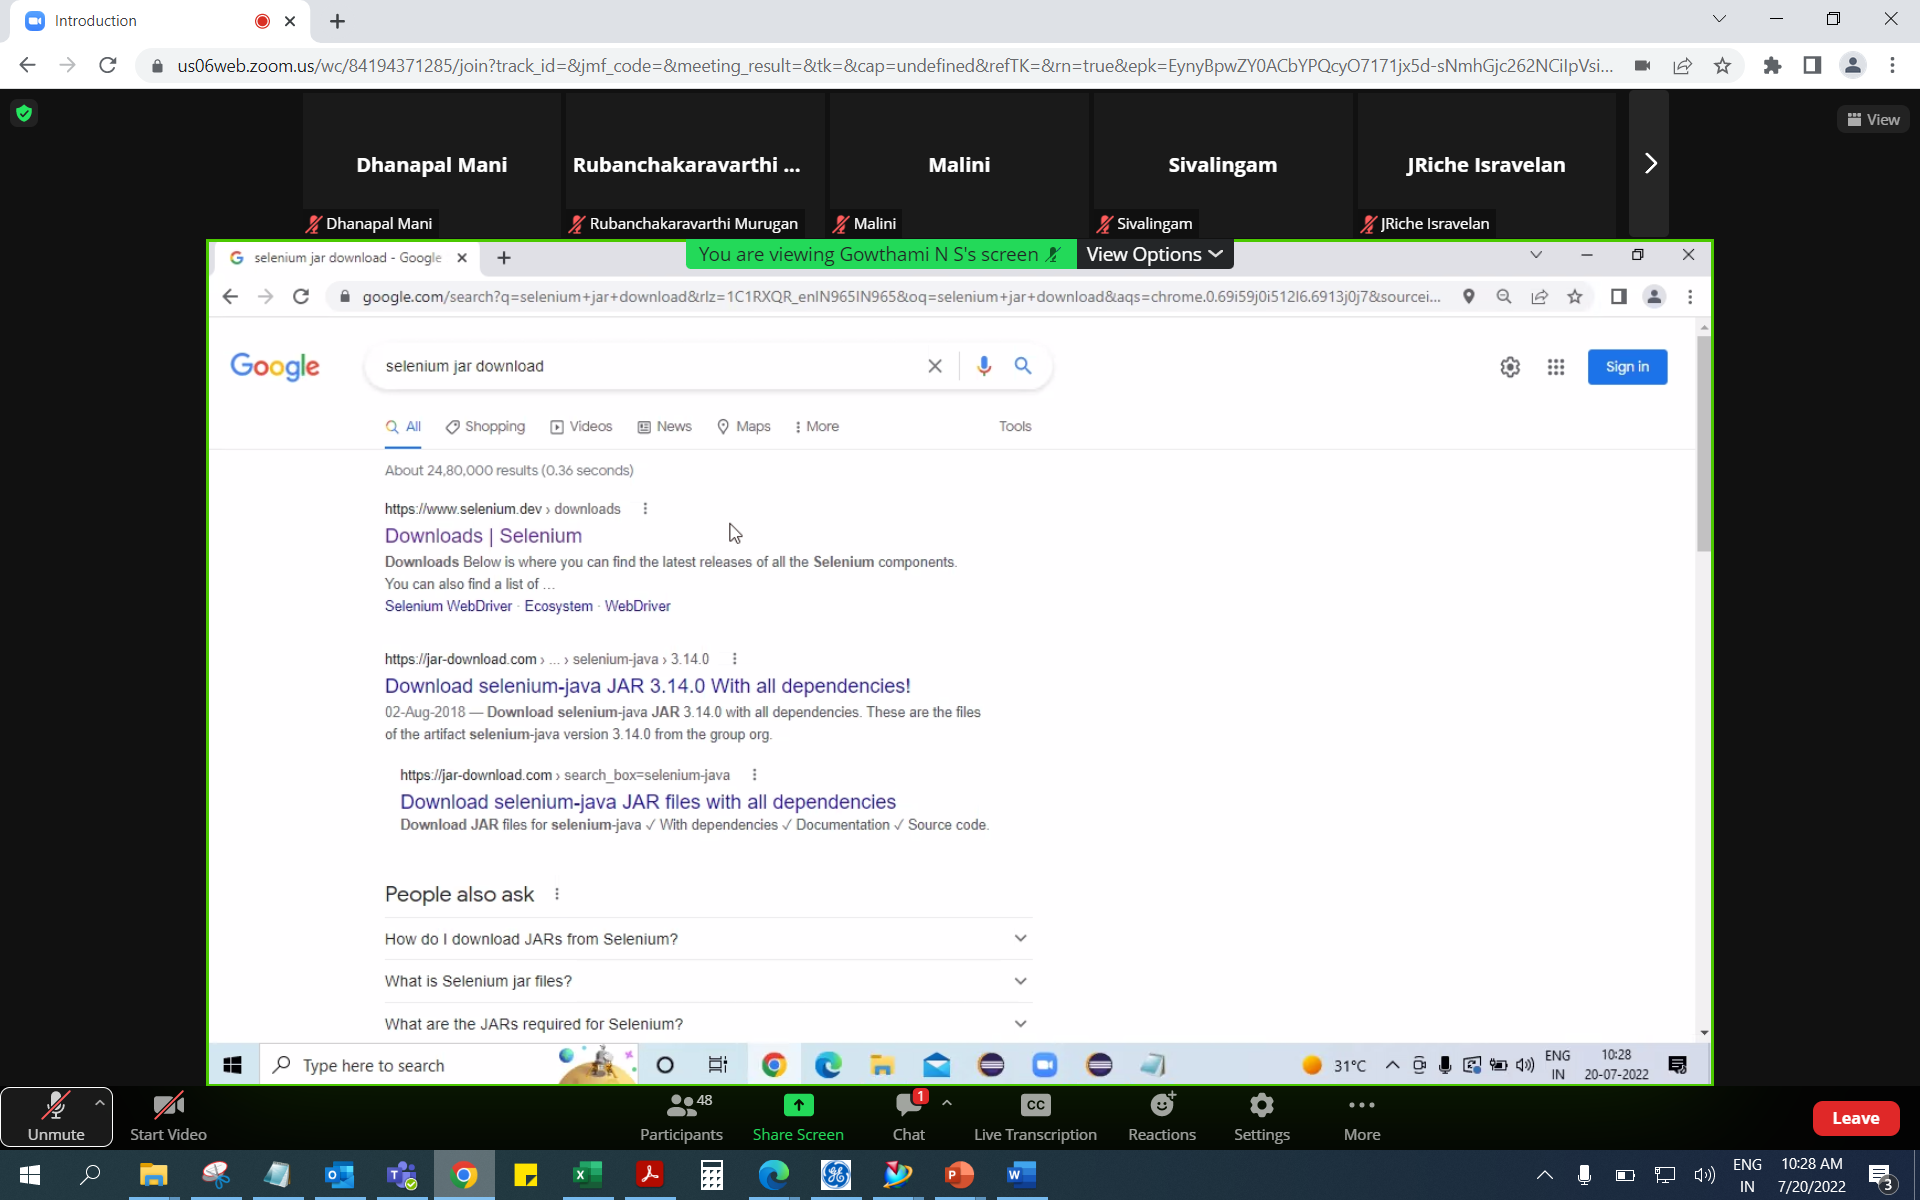 Introduction
us06web.zoom.us/wc/84194371285/join?track_id=&jmf_code=&meeting_result=&tk=&cap=undefined&refTK=&rn=true&epk=EynyBpwZY0ACbYPQcyO7171jx5d-sNmhGjc262NCiIpVsi...
View
Dhanapal Mani
Rubanchakaravarthi ...
Malini
Sivalingam
JRiche Isravelan
Dhanapal Mani
Rubanchakaravarthi Murugan
Malini
Sivalingam
JRiche Isravelan
selenium jar download - Google
You are viewing Gowthami N S's screen
View Options
google.com/search?q=selenium+jar+download&rlz=1C1RXQR_enIN965IN965&oq=selenium+jar+download&aqs=chrome.0.69i59j0i512l6.6913j0j7&sourcei...
Google
selenium jar download
Sign in
All Shopping Videos News Maps More Tools
About 24,80,000 results (0.36 seconds)
https://www.selenium.dev › downloads
Downloads | Selenium
Downloads Below is where you can find the latest releases of all the Selenium components.
You can also find a list of ...
Selenium WebDriver · Ecosystem · WebDriver
https://jar-download.com › ... › selenium-java › 3.14.0
Download selenium-java JAR 3.14.0 With all dependencies!
02-Aug-2018 — Download selenium-java JAR 3.14.0 with all dependencies. These are the files
of the artifact selenium-java version 3.14.0 from the group org.
https://jar-download.com › search_box=selenium-java
Download selenium-java JAR files with all dependencies
Download JAR files for selenium-java ✓ With dependencies ✓ Documentation ✓ Source code.
People also ask
How do I download JARs from Selenium?
What is Selenium jar files?
What are the JARs required for Selenium?
Type here to search
31°C
ENG
IN
10:28
20-07-2022
48
1
CC
Unmute
Start Video
Participants
Share Screen
Chat
Live Transcription
Reactions
Settings
More
Leave
ENG
IN
10:28 AM
7/20/2022
3